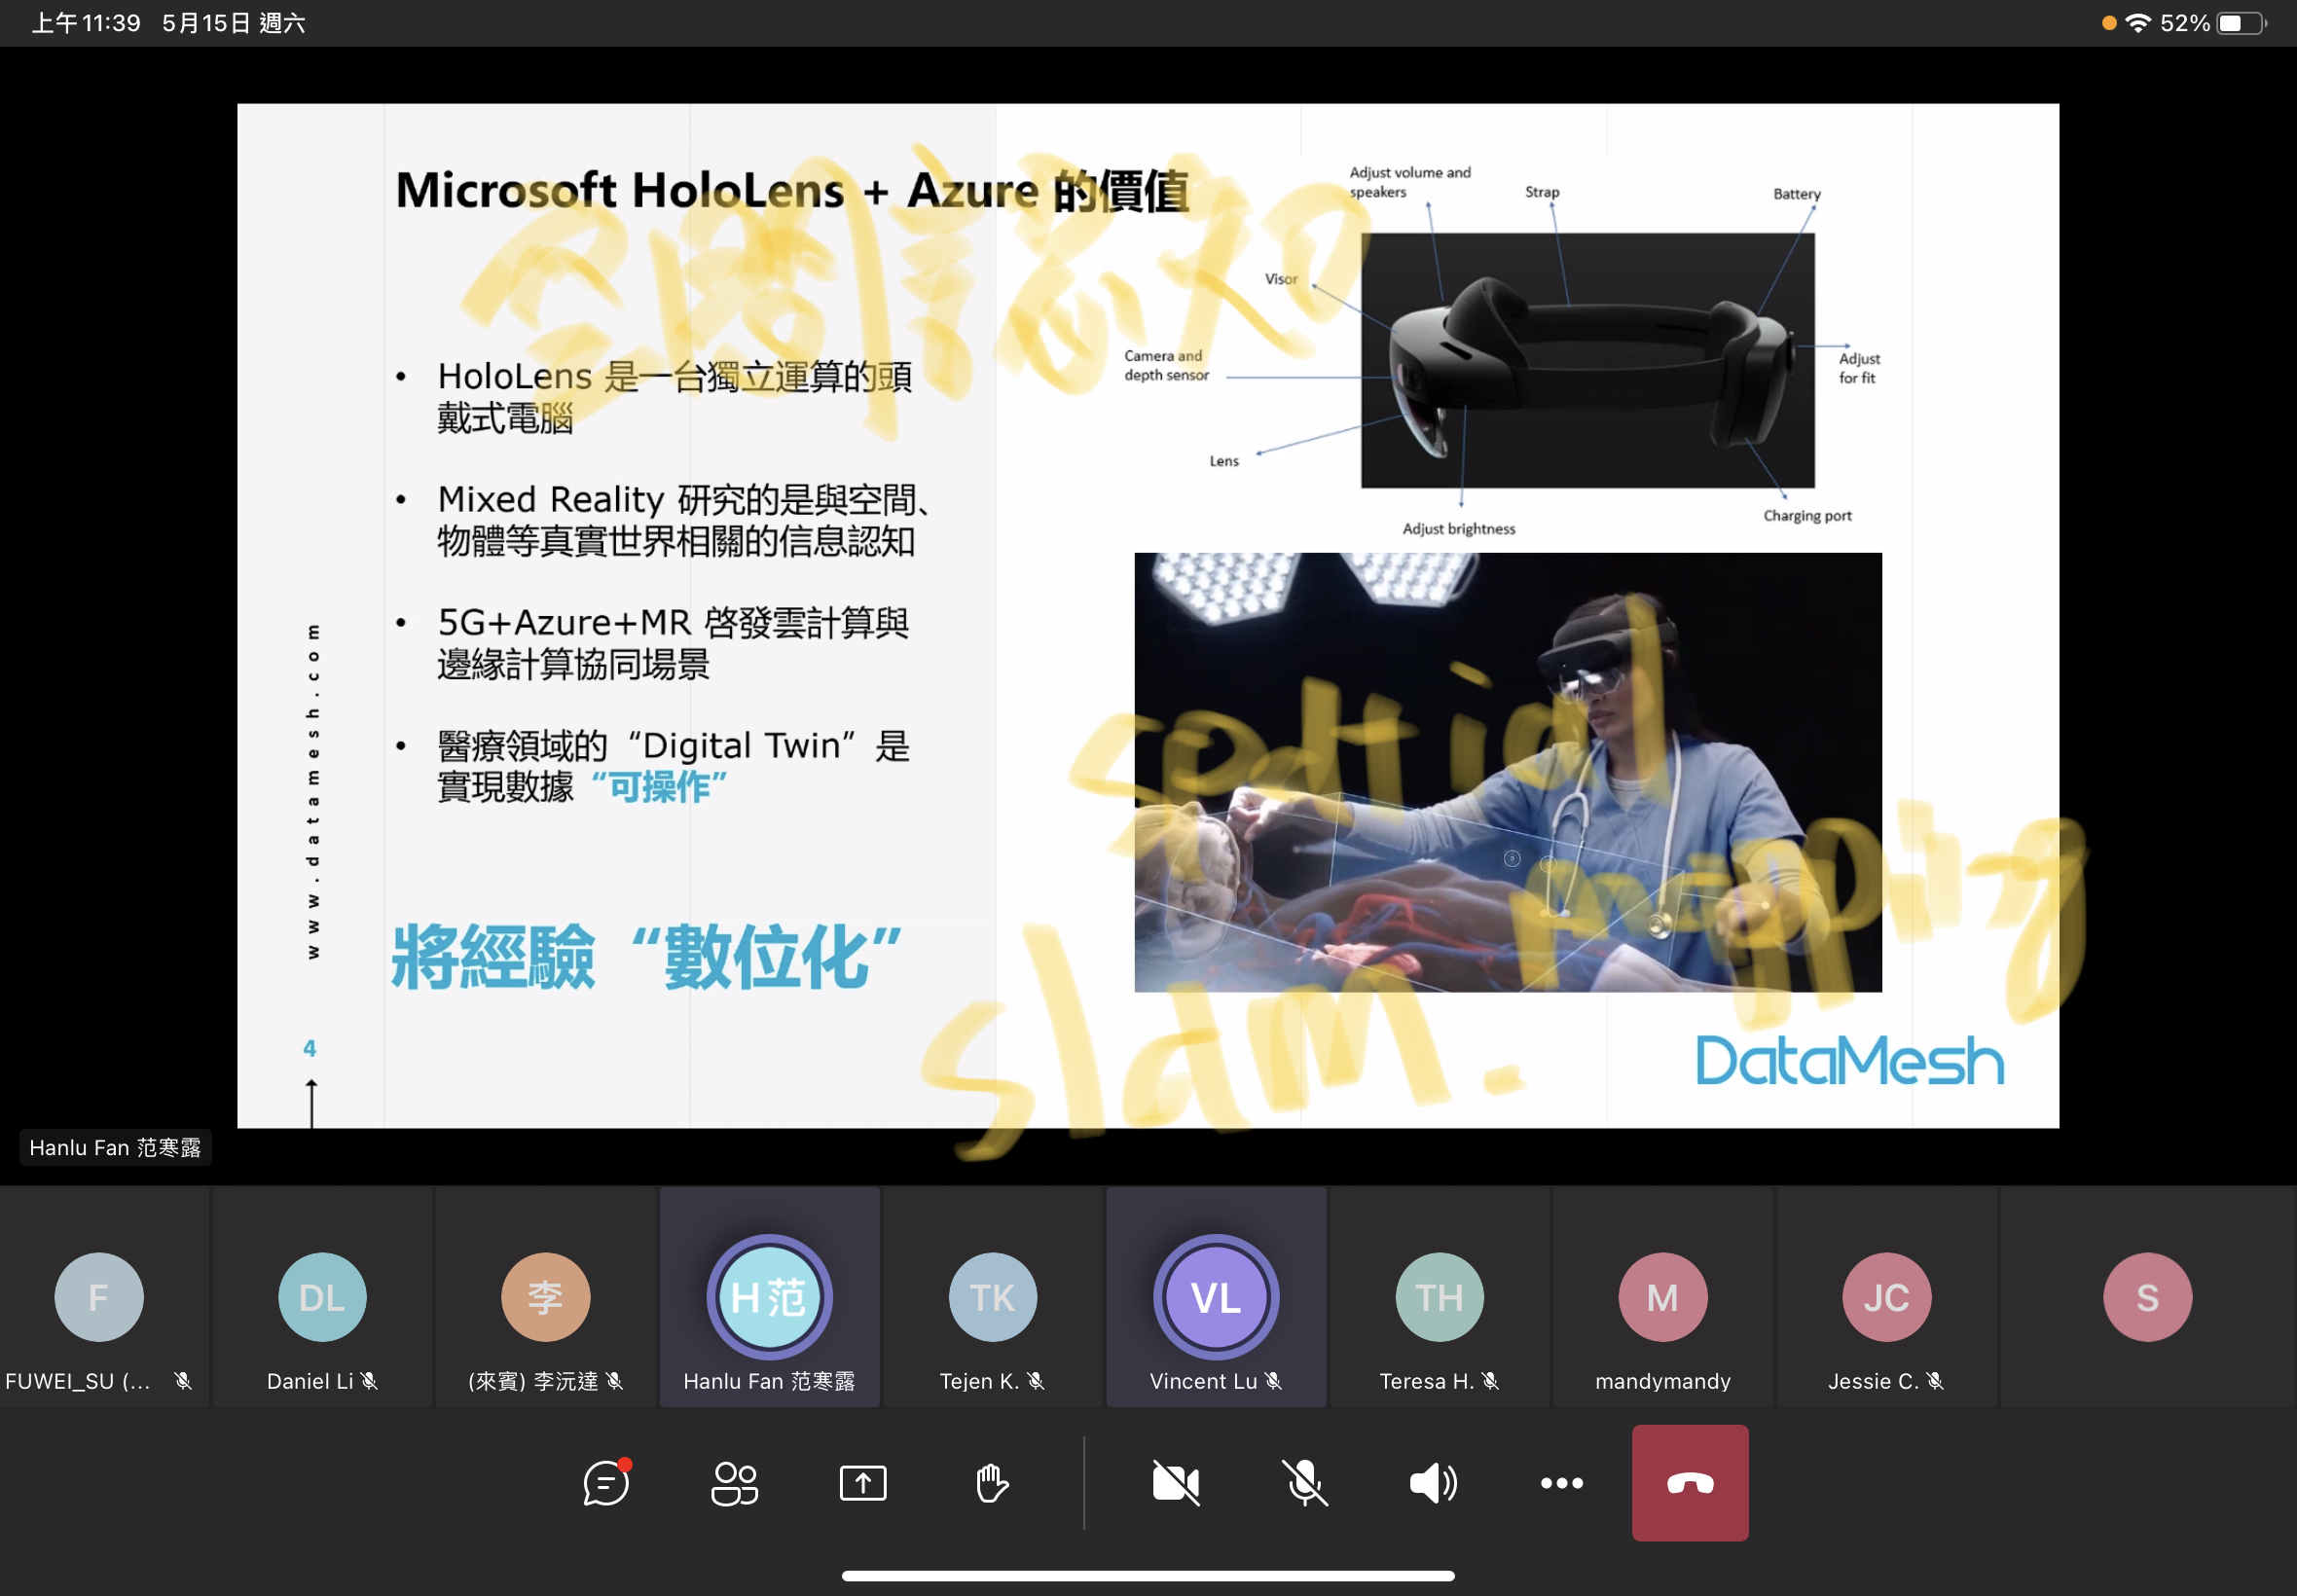 上午11:39 5月15日 週六
52%
Microsoft HoloLens + Azure 的價值
空間認知
• HoloLens 是一台獨立運算的頭
戴式電腦
• Mixed Reality 研究的是與空間、
物體等真實世界相關的信息認知
• 5G+Azure+MR 啓發雲計算與
邊緣計算協同場景
• 醫療領域的“Digital Twin”是
實現數據“可操作”
將經驗“數位化”
www.datamesh.com
4
Adjust volume and
speakers
Strap
Battery
Visor
Camera and
depth sensor
Adjust
for fit
Lens
Adjust brightness
Charging port
spatial
mapping
slam.
DataMesh
Hanlu Fan 范寒露
F
DL
李
H 范
TK
VL
TH
M
JC
S
FUWEI_SU (...
Daniel Li
(來賓) 李沅達
Hanlu Fan 范寒露
Tejen K.
Vincent Lu
Teresa H.
mandymandy
Jessie C.